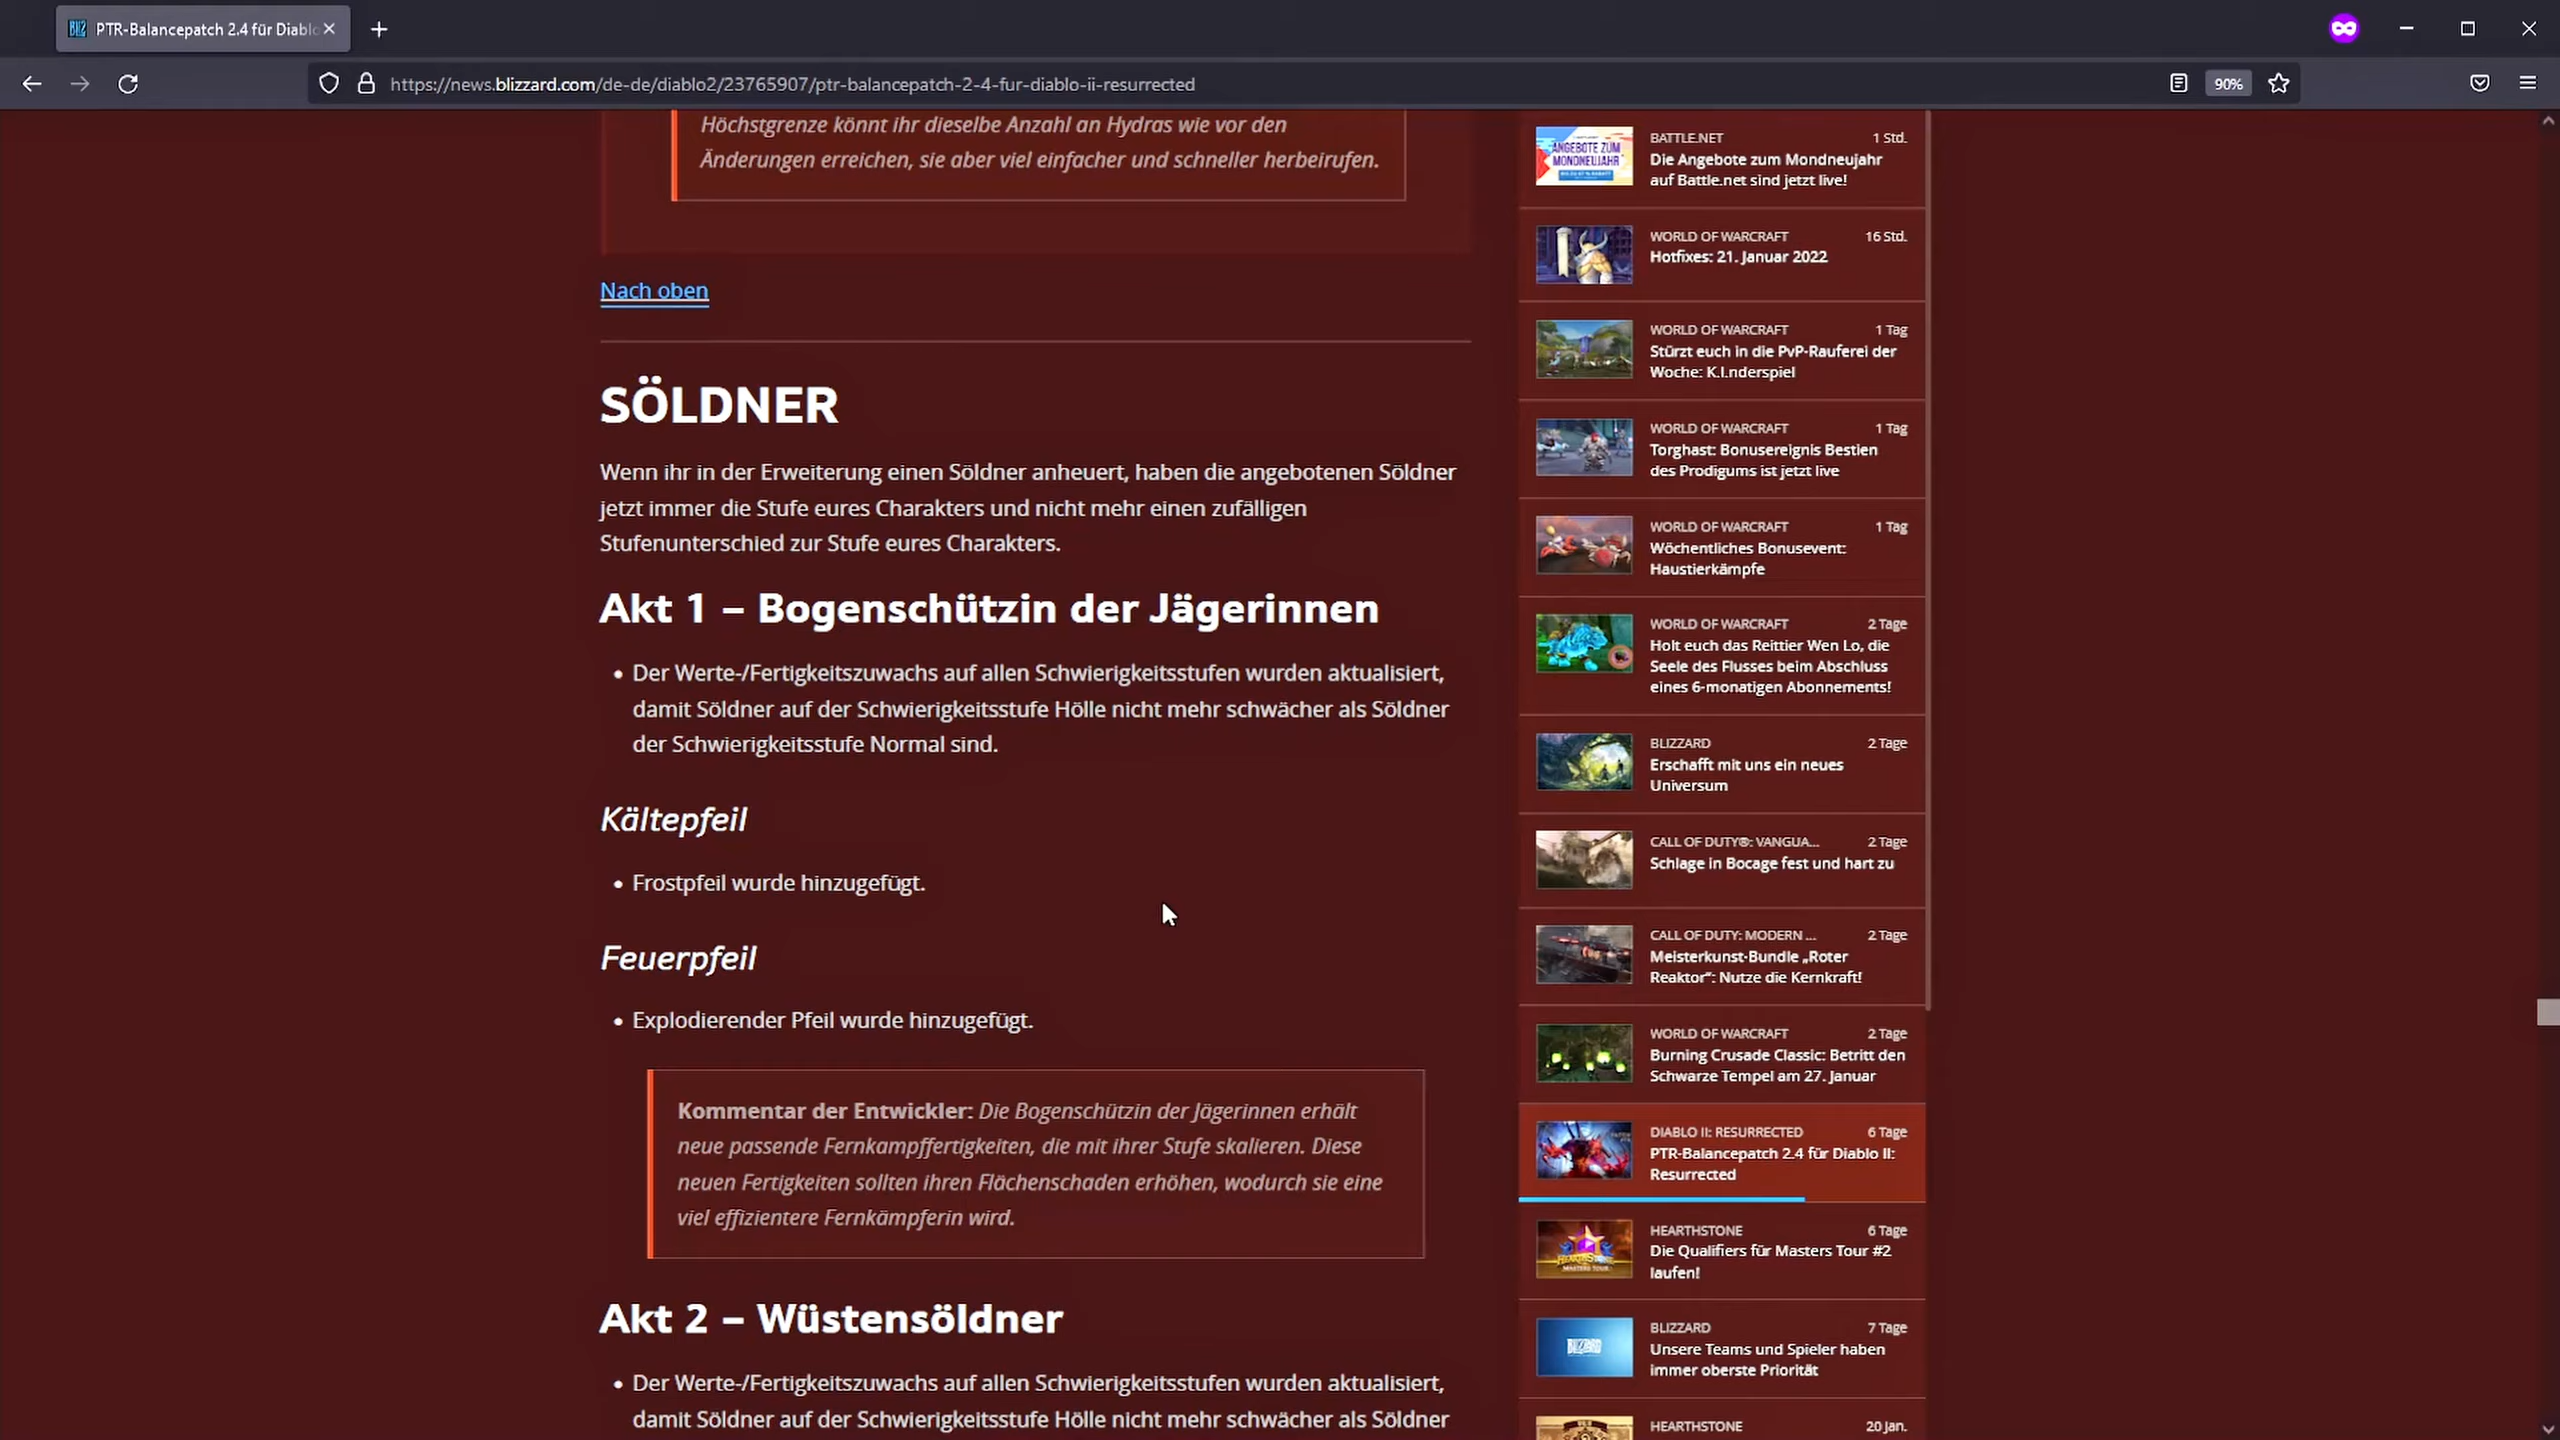 PTR-Balancepatch 2.4 für Diablo
https://news.blizzard.com/de-de/diablo2/23765907/ptr-balancepatch-2-4-fur-diablo-ii-resurrected
90%
Höchstgrenze könnt ihr dieselbe Anzahl an Hydras wie vor den
Änderungen erreichen, sie aber viel einfacher und schneller herbeirufen.
Nach oben
SÖLDNER
Wenn ihr in der Erweiterung einen Söldner anheuert, haben die angebotenen Söldner
jetzt immer die Stufe eures Charakters und nicht mehr einen zufälligen
Stufenunterschied zur Stufe eures Charakters.
Akt 1 – Bogenschützin der Jägerinnen
• Der Werte-/Fertigkeitszuwachs auf allen Schwierigkeitsstufen wurden aktualisiert,
damit Söldner auf der Schwierigkeitsstufe Hölle nicht mehr schwächer als Söldner
der Schwierigkeitsstufe Normal sind.
Kältepfeil
• Frostpfeil wurde hinzugefügt.
Feuerpfeil
• Explodierender Pfeil wurde hinzugefügt.
Kommentar der Entwickler: Die Bogenschützin der Jägerinnen erhält
neue passende Fernkampffertigkeiten, die mit ihrer Stufe skalieren. Diese
neuen Fertigkeiten sollten ihren Flächenschaden erhöhen, wodurch sie eine
viel effizientere Fernkämpferin wird.
Akt 2 – Wüstensöldner
• Der Werte-/Fertigkeitszuwachs auf allen Schwierigkeitsstufen wurden aktualisiert,
damit Söldner auf der Schwierigkeitsstufe Hölle nicht mehr schwächer als Söldner
ANGEBOTE ZUM
MONDNEUJAHR
BATTLE.NET 1 Std.
Die Angebote zum Mondneujahr
auf Battle.net sind jetzt live!
WORLD OF WARCRAFT 16 Std.
Hotfixes: 21. Januar 2022
WORLD OF WARCRAFT 1 Tag
Stürzt euch in die PvP-Rauferei der
Woche: K.I.nderspiel
WORLD OF WARCRAFT 1 Tag
Torghast: Bonusereignis Bestien
des Prodigums ist jetzt live
WORLD OF WARCRAFT 1 Tag
Wöchentliches Bonusevent:
Haustierkämpfe
WORLD OF WARCRAFT 2 Tage
Holt euch das Reittier Wen Lo, die
Seele des Flusses beim Abschluss
eines 6-monatigen Abonnements!
BLIZZARD 2 Tage
Erschafft mit uns ein neues
Universum
CALL OF DUTY®: VANGUA... 2 Tage
Schlage in Bocage fest und hart zu
CALL OF DUTY: MODERN ... 2 Tage
Meisterkunst-Bundle „Roter
Reaktor“: Nutze die Kernkraft!
WORLD OF WARCRAFT 2 Tage
Burning Crusade Classic: Betritt den
Schwarze Tempel am 27. Januar
DIABLO II: RESURRECTED 6 Tage
PTR-Balancepatch 2.4 für Diablo II:
Resurrected
HEARTHSTONE 6 Tage
Die Qualifiers für Masters Tour #2
laufen!
BLIZZARD 7 Tage
Unsere Teams und Spieler haben
immer oberste Priorität
HEARTHSTONE 20 Jan.